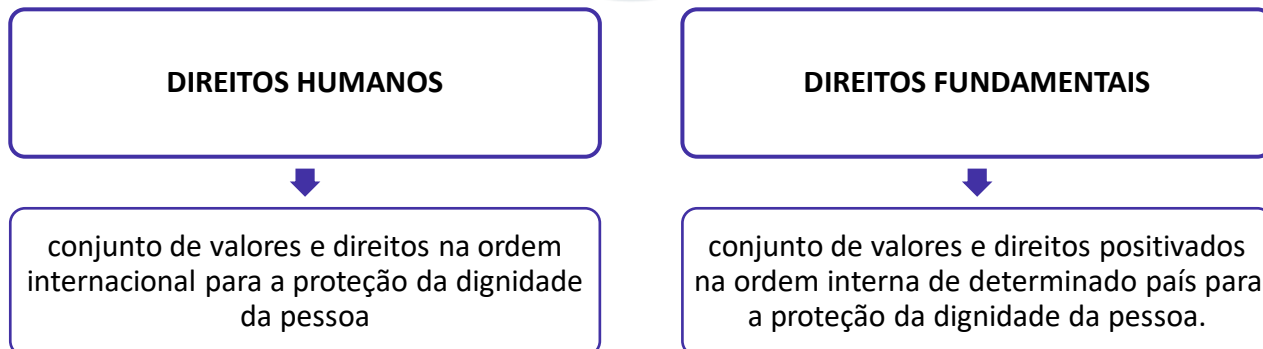 DIREITOS HUMANOS
conjunto de valores e direitos na ordem
internacional para a proteção da dignidade
da pessoa
DIREITOS FUNDAMENTAIS
conjunto de valores e direitos positivados
na ordem interna de determinado país para
a proteção da dignidade da pessoa.